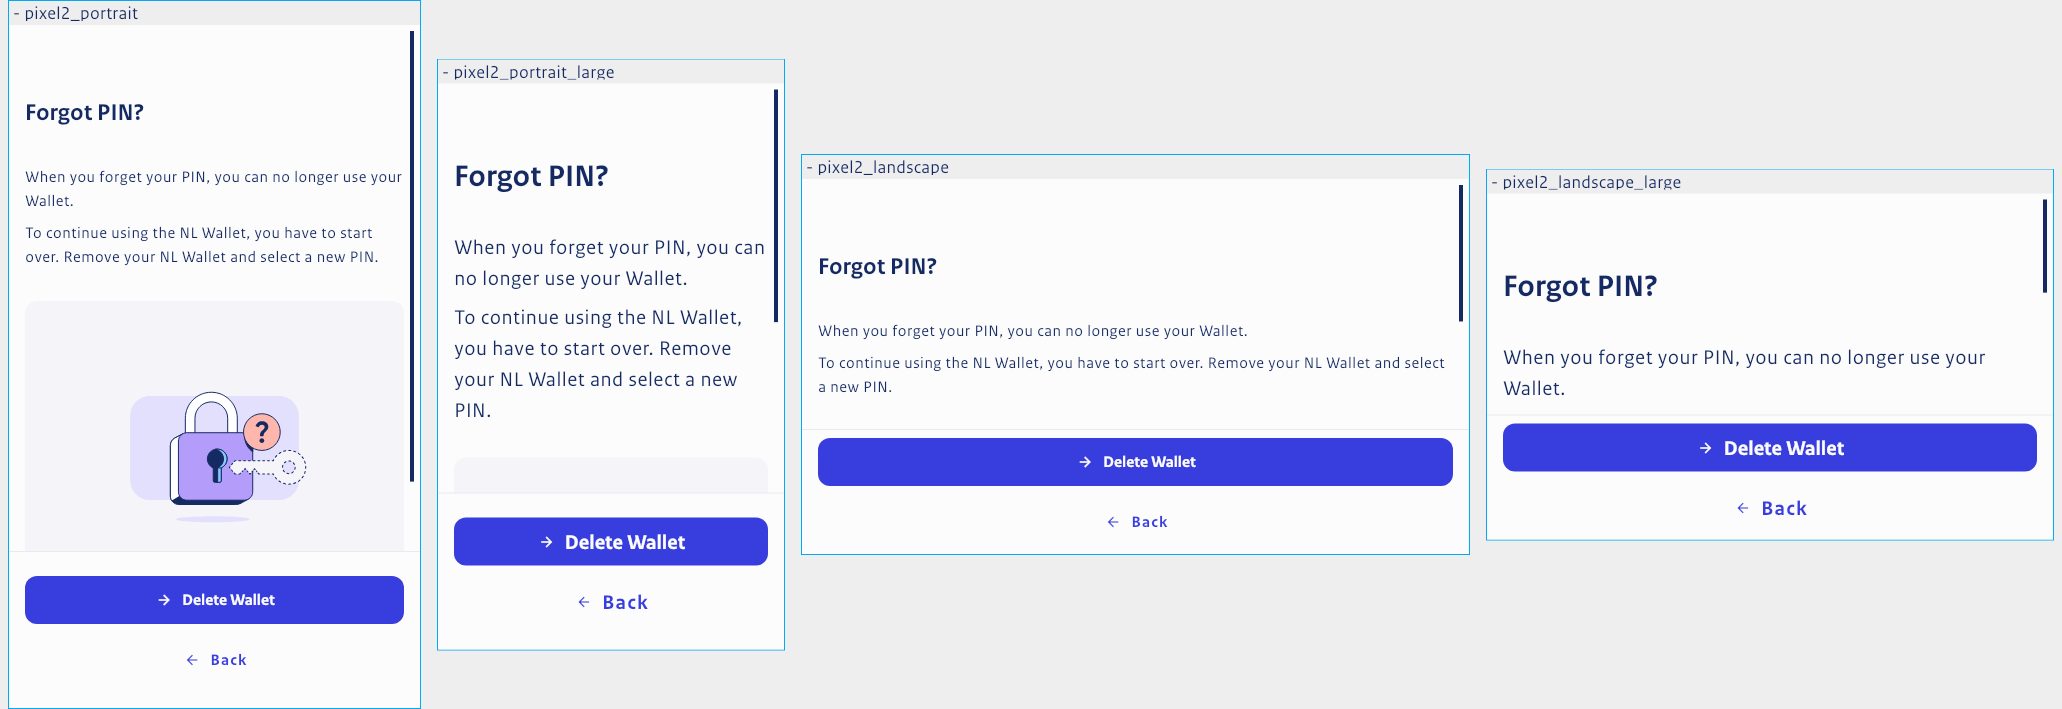 - pixel2_portrait
Forgot PIN?
When you forget your PIN, you can no longer use your
Wallet.
To continue using the NL Wallet, you have to start
over. Remove your NL Wallet and select a new PIN.
?
→ Delete Wallet
← Back
- pixel2_portrait_large
Forgot PIN?
When you forget your PIN, you can
no longer use your Wallet.
To continue using the NL Wallet,
you have to start over. Remove
your NL Wallet and select a new
PIN.
→ Delete Wallet
← Back
- pixel2_landscape
Forgot PIN?
When you forget your PIN, you can no longer use your Wallet.
To continue using the NL Wallet, you have to start over. Remove your NL Wallet and select
a new PIN.
→ Delete Wallet
← Back
- pixel2_landscape_large
Forgot PIN?
When you forget your PIN, you can no longer use your
Wallet.
→ Delete Wallet
← Back